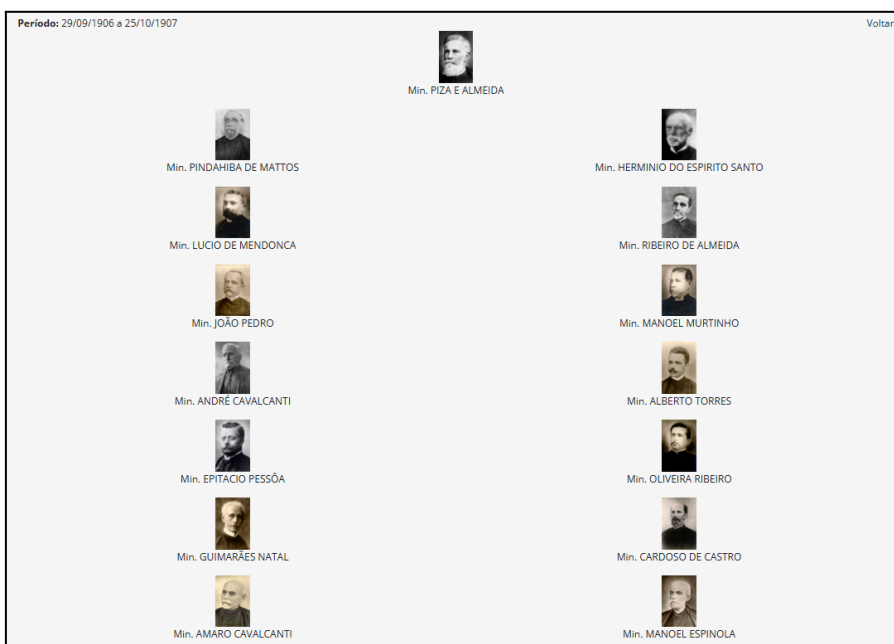 Período: 29/09/1906 a 25/10/1907 Voltar
Min. PIZA E ALMEIDA
Min. PINDAHIBA DE MATTOS Min. HERMINIO DO ESPIRITO SANTO
Min. LUCIO DE MENDONCA Min. RIBEIRO DE ALMEIDA
Min. JOÃO PEDRO Min. MANOEL MURTINHO
Min. ANDRÉ CAVALCANTI Min. ALBERTO TORRES
Min. EPITACIO PESSÔA Min. OLIVEIRA RIBEIRO
Min. GUIMARÃES NATAL Min. CARDOSO DE CASTRO
Min. AMARO CAVALCANTI Min. MANOEL ESPINOLA